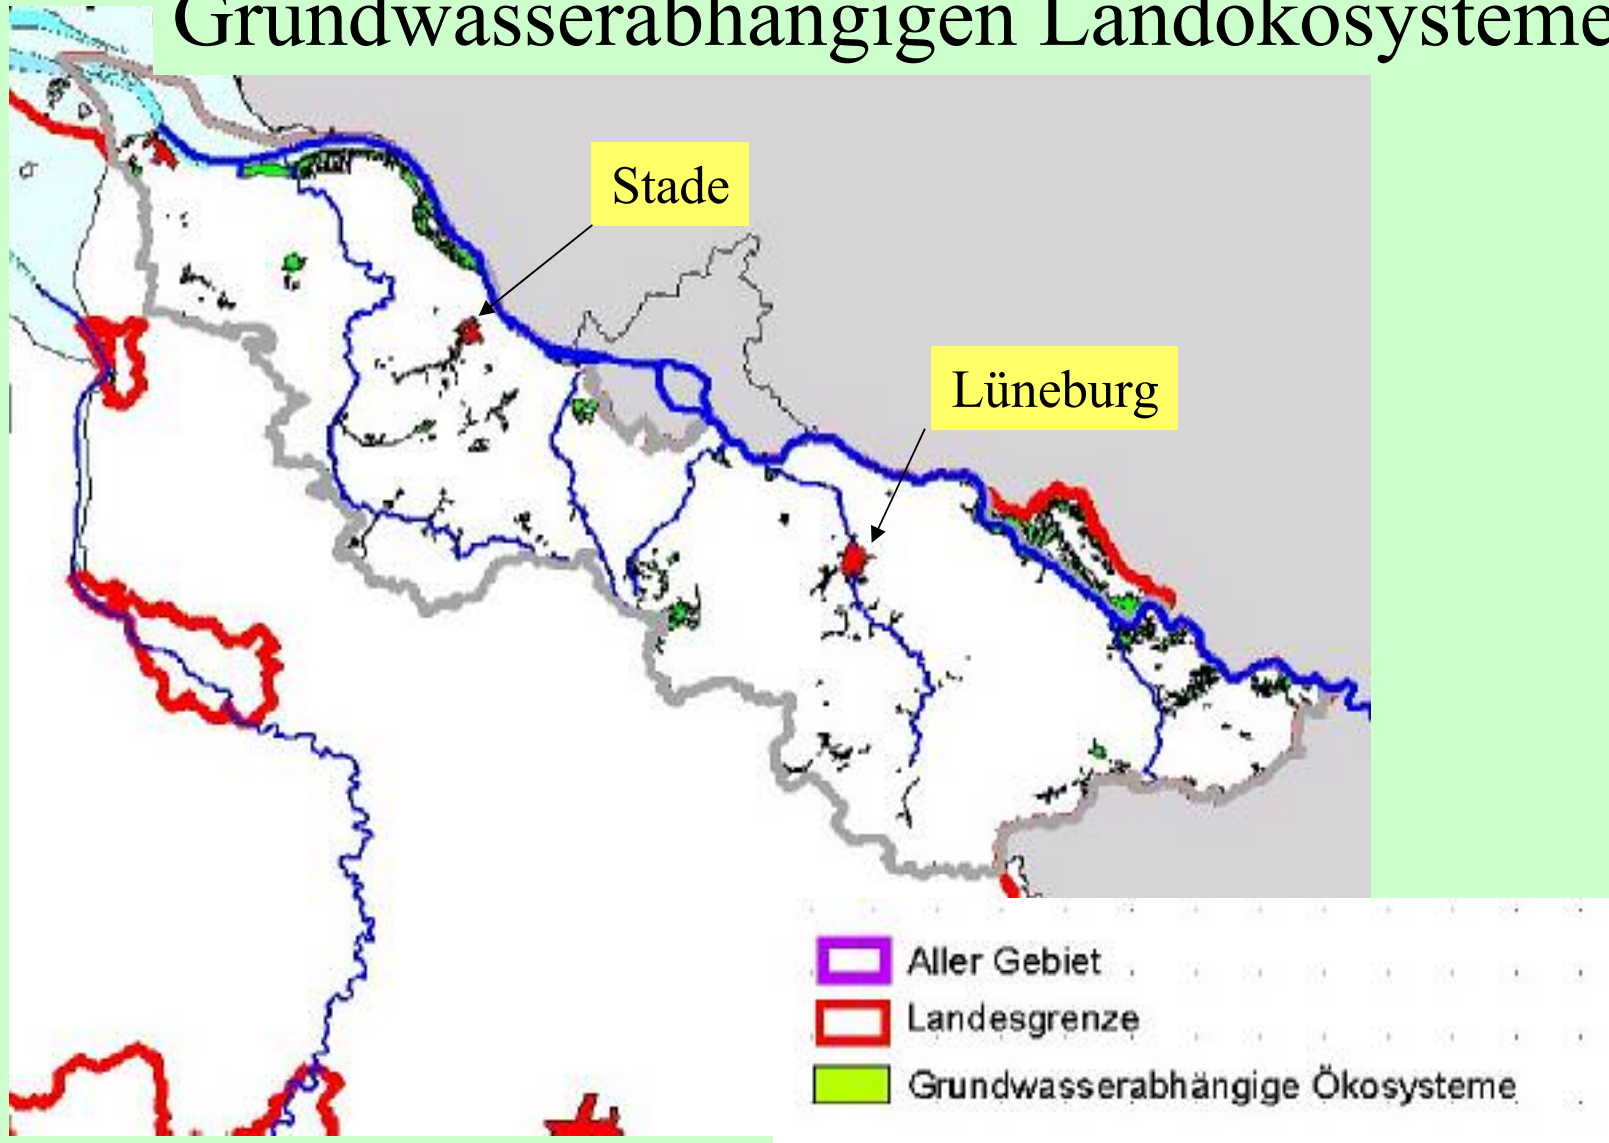 Grundwasserabhängigen Landökosysteme
Stade
Lüneburg
Aller Gebiet
Landesgrenze
Grundwasserabhängige Ökosysteme